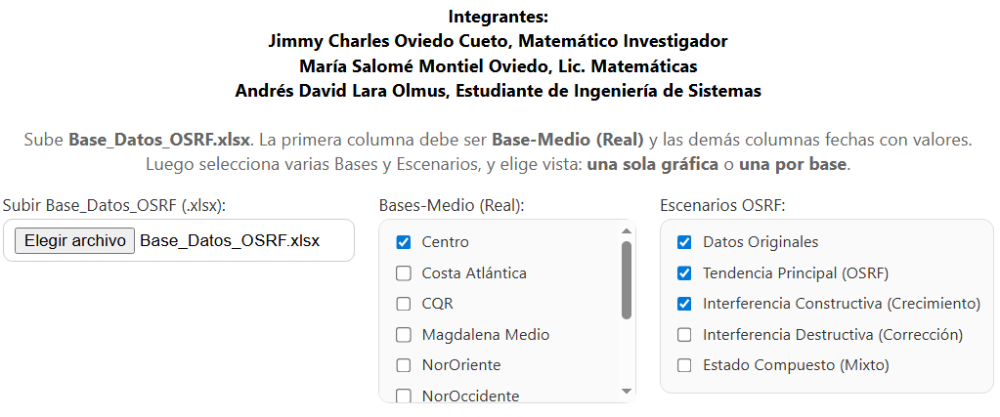 Integrantes:
Jimmy Charles Oviedo Cueto, Matemático Investigador
María Salomé Montiel Oviedo, Lic. Matemáticas
Andrés David Lara Olmus, Estudiante de Ingeniería de Sistemas
Sube Base_Datos_OSRF.xlsx. La primera columna debe ser Base-Medio (Real) y las demás columnas fechas con valores.
Luego selecciona varias Bases y Escenarios, y elige vista: una sola gráfica o una por base.
Subir Base_Datos_OSRF (.xlsx):
Elegir archivo Base_Datos_OSRF.xlsx
Bases-Medio (Real):
Centro
Costa Atlántica
CQR
Magdalena Medio
NorOriente
NorOccidente
Escenarios OSRF:
Datos Originales
Tendencia Principal (OSRF)
Interferencia Constructiva (Crecimiento)
Interferencia Destructiva (Corrección)
Estado Compuesto (Mixto)